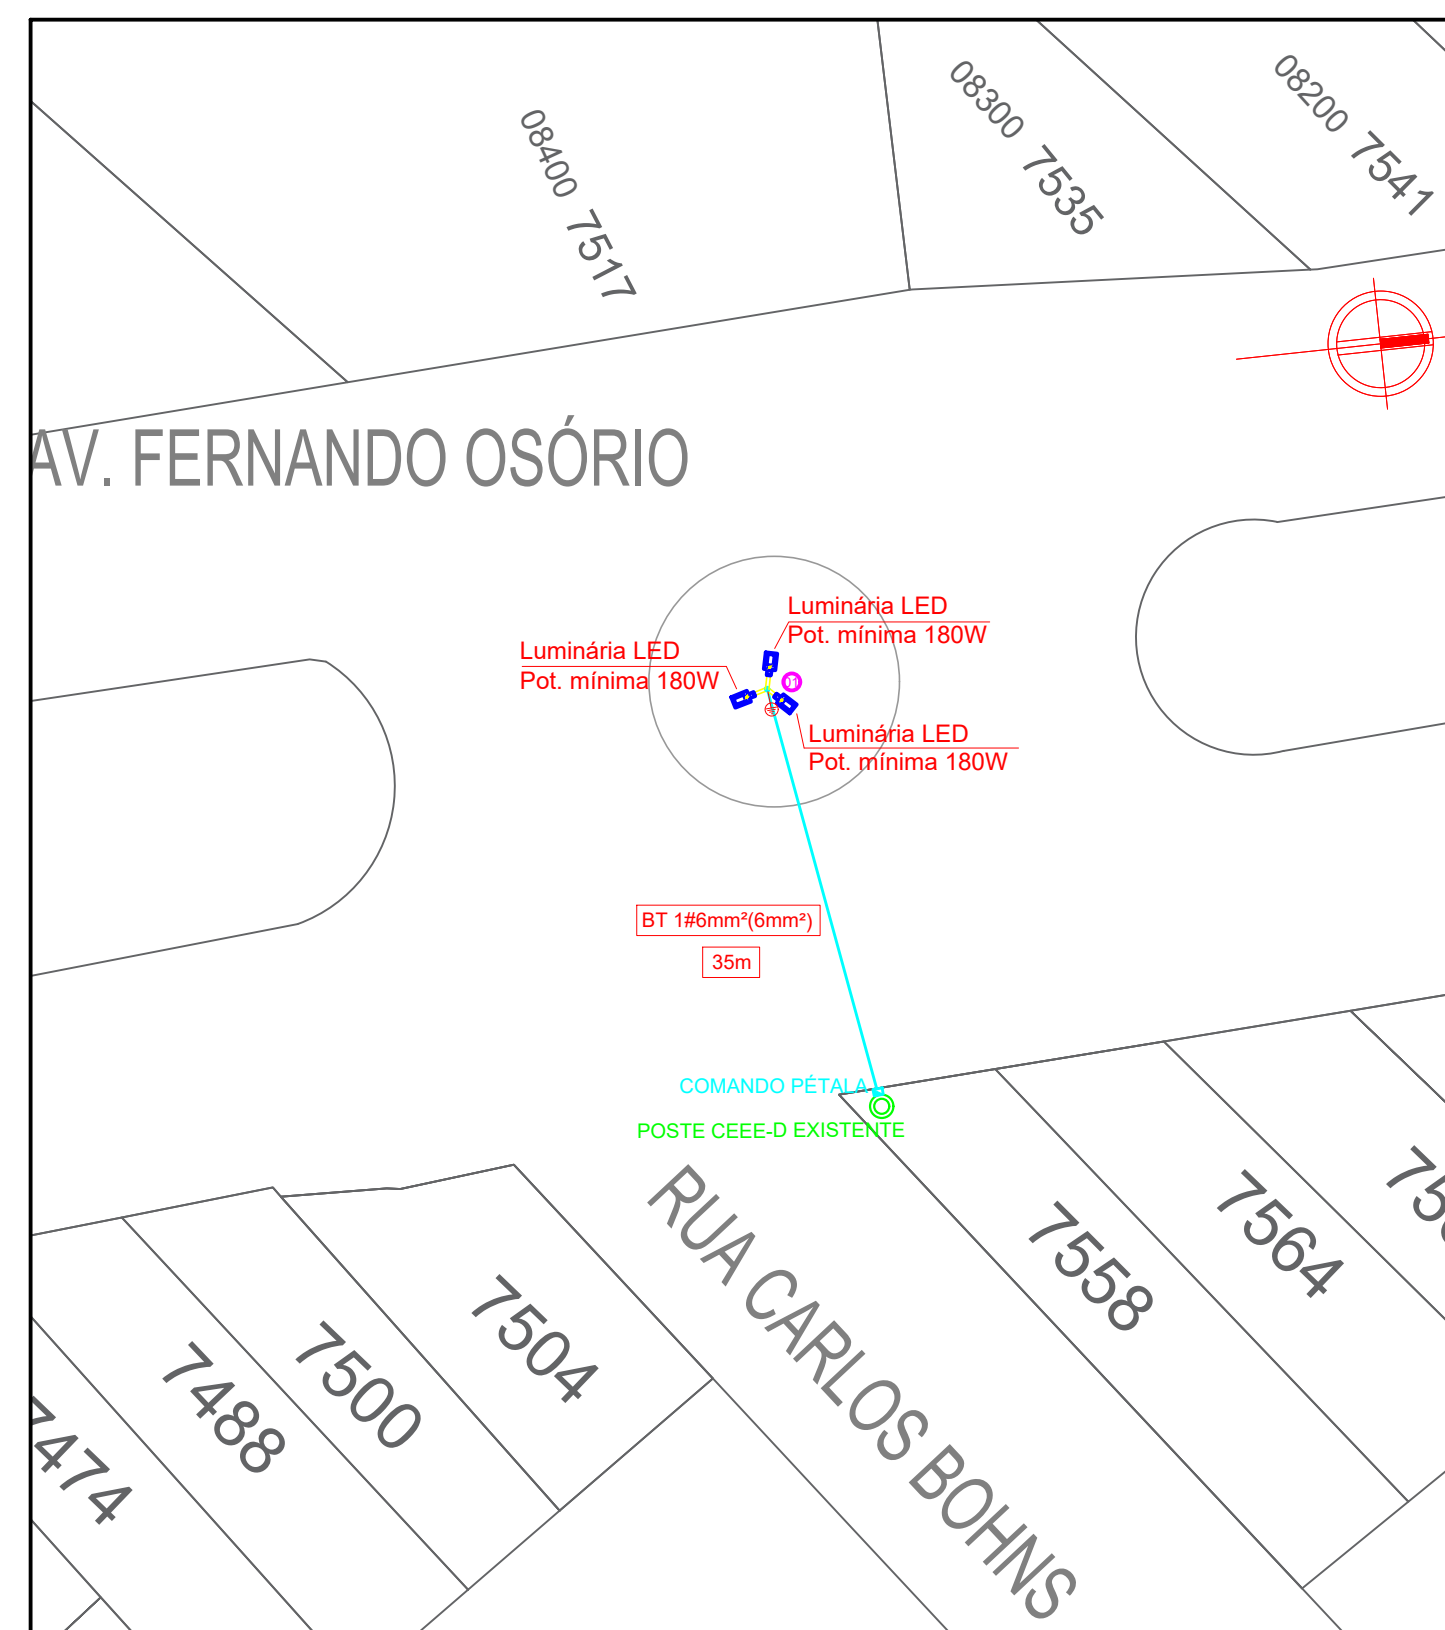 08400 7517
08300 7535
08200 7541
AV. FERNANDO OSÓRIO
Luminária LED
Pot. mínima 180W
Luminária LED
Pot. mínima 180W
01
Luminária LED
Pot. mínima 180W
BT 1#6mm²(6mm²)
35m
COMANDO PÉTALA
POSTE CEEE-D EXISTENTE
RUA CARLOS BOHNS
7558
7564
7504
7500
7488
7474